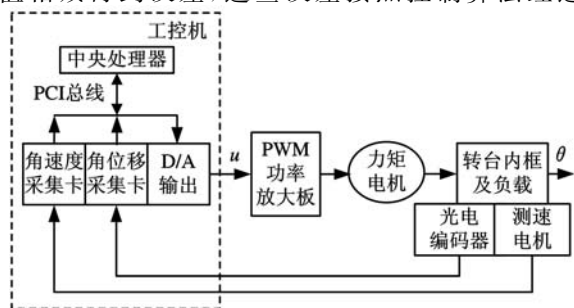 工控机
中央处理器
PCI总线
角速度
采集卡
角位移
采集卡
D/A
输出
u
PWM
功率
放大板
力矩
电机
转台内框
及负载
θ
光电
编码器
测速
电机